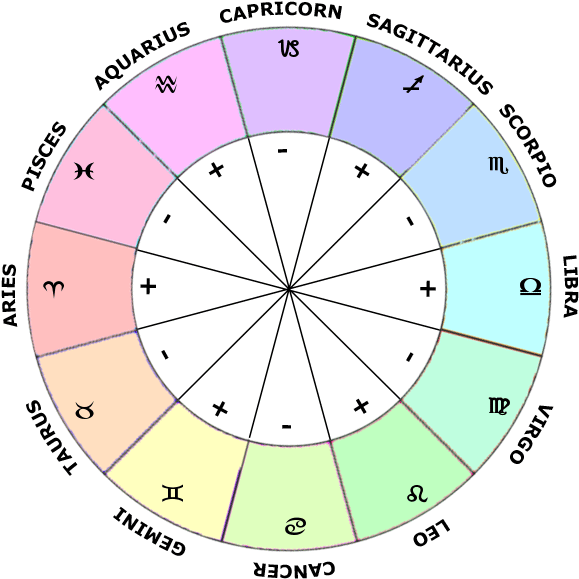 CAPRICORN
SAGITTARIUS
SCORPIO
LIBRA
VIRGO
LEO
CANCER
GEMINI
TAURUS
ARIES
PISCES
AQUARIUS
♑
♐
♏
♎
♍
♌
♋
♊
♉
♈
♓
♒
-
+
-
+
-
+
-
+
-
+
-
+